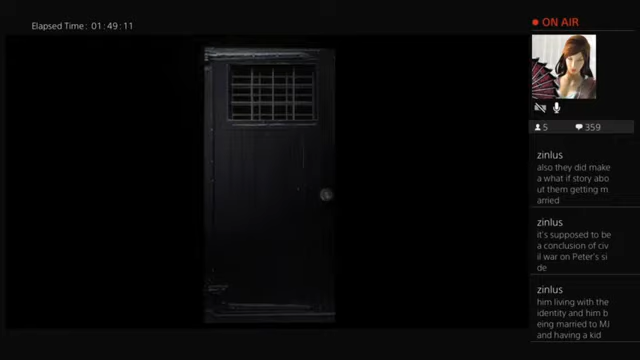 Elapsed Time: 01:49:11
ON AIR
5
359
zinlus
also they did make
a what if story abo
ut them getting m
arried
zinlus
it's supposed to be
a conclusion of civ
il war on Peter's si
de
zinlus
him living with the
identity and him b
eing married to MJ
and having a kid